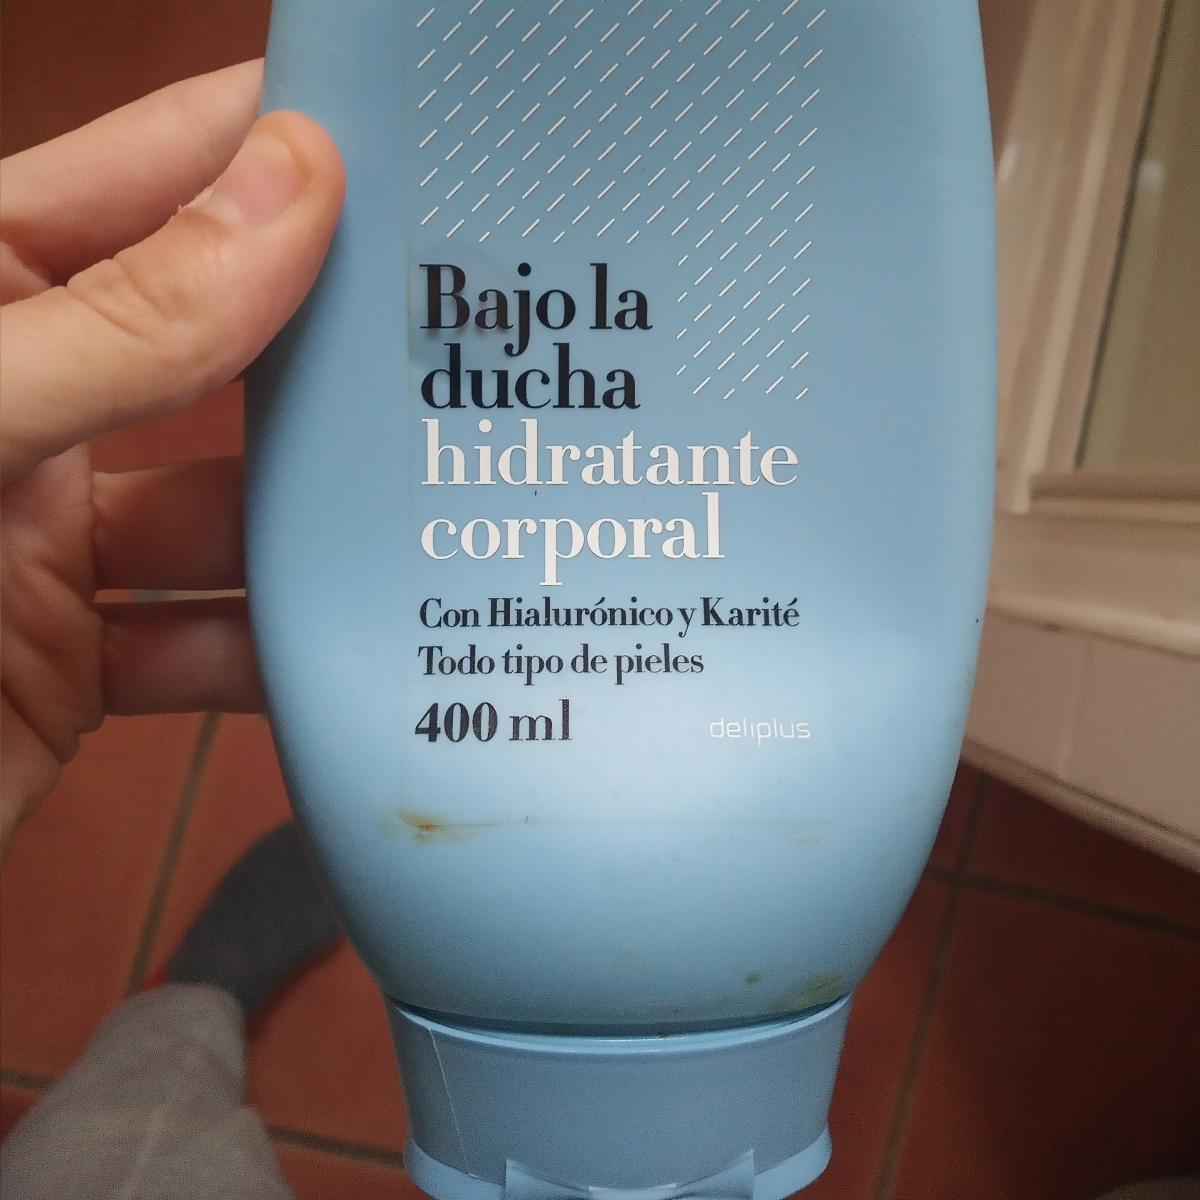 Bajo la
ducha
hidratante
corporal
Con Hialurónico y Karité
Todo tipo de pieles
400 ml
deliplus